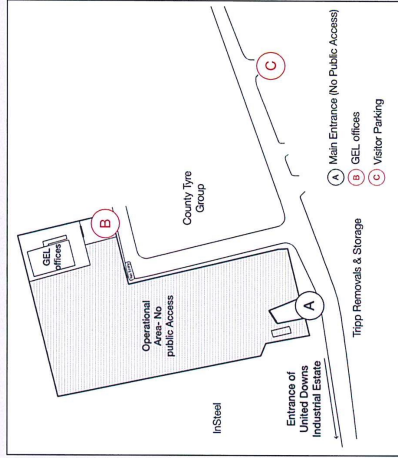 GEL
offices
B
Operational
Area- No
public Access
County Tyre
Group
C
InSteel
A
Entrance of
United Downs
Industrial Estate
Tripp Removals & Storage
A Main Entrance (No Public Access)
B GEL offices
C Visitor Parking